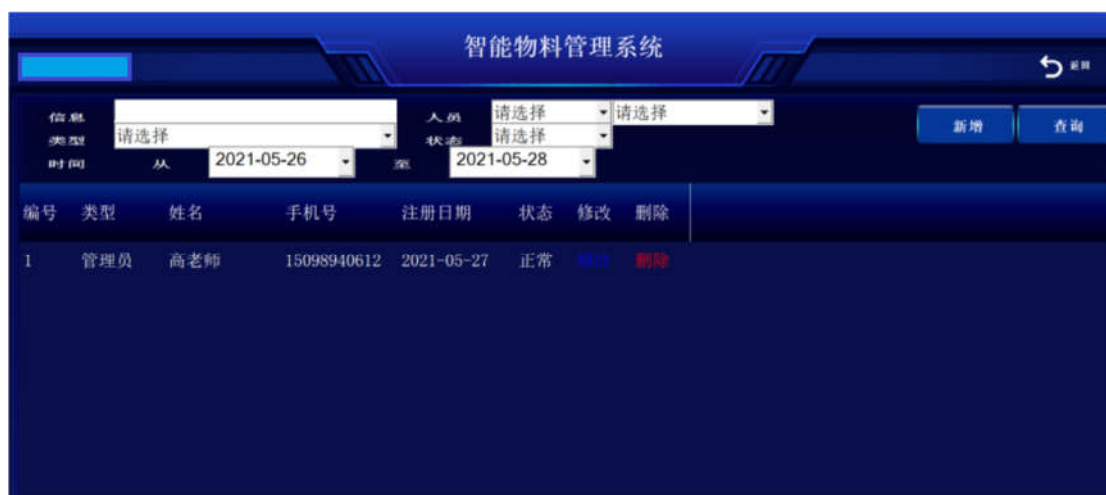 智能物料管理系统
返回
信息 人员 请选择 请选择 新增 查询
类型 请选择 状态 请选择
时间 从 2021-05-26 至 2021-05-28
编号 类型 姓名 手机号 注册日期 状态 修改 删除
1 管理员 高老师 15098940612 2021-05-27 正常 修改 删除